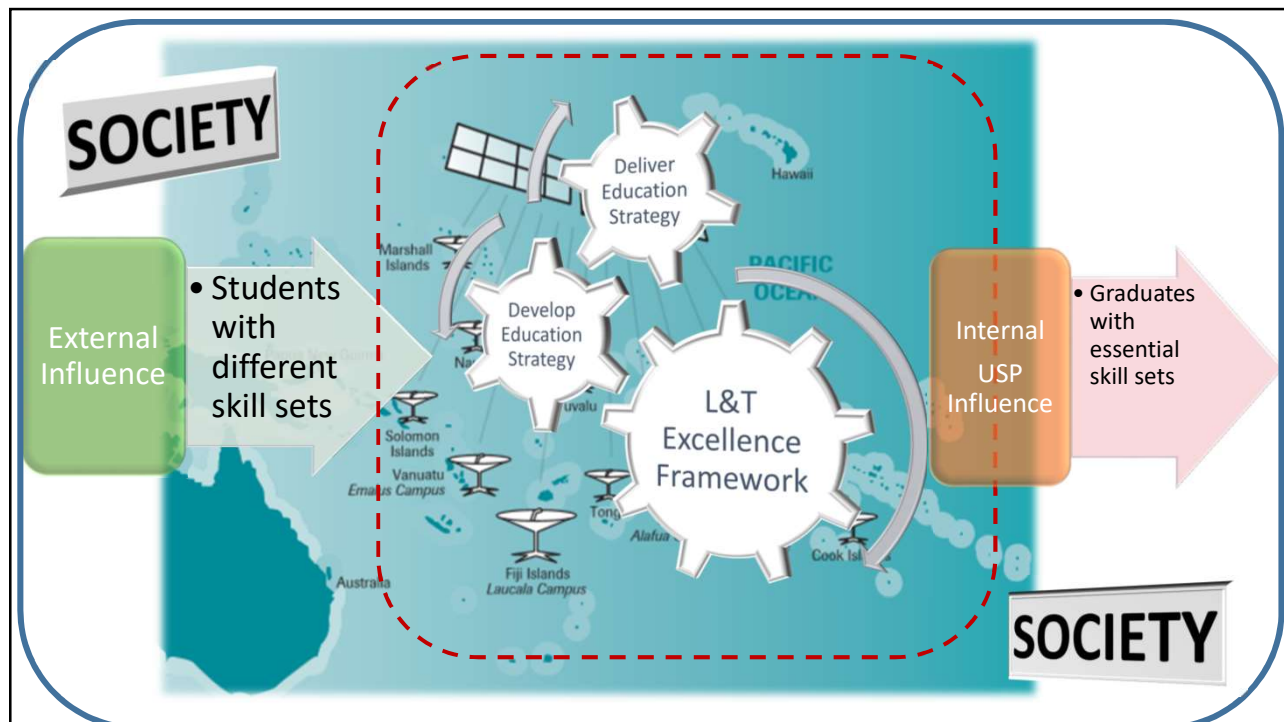 SOCIETY
External
Influence
• Students
with
different
skill sets
Deliver
Education
Strategy
Develop
Education
Strategy
L&T
Excellence
Framework
Hawaii
Marshall
Islands
PACIFIC
Solomon
Islands
Vanuatu
Emalus Campus
Fiji Islands
Laucala Campus
Alafua
Australia
Internal
USP
Influence
• Graduates
with
essential
skill sets
SOCIETY